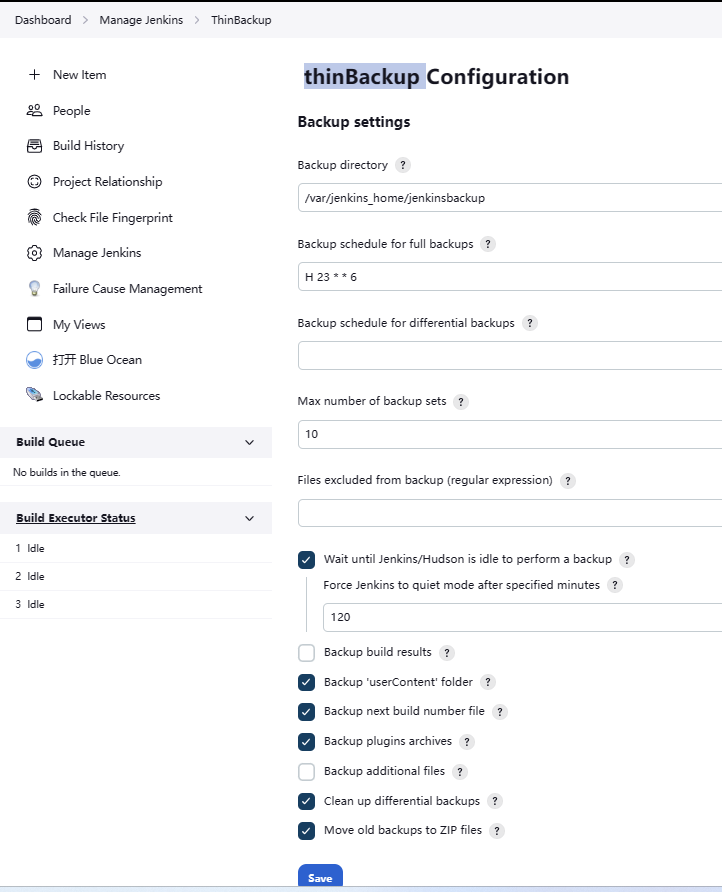 Dashboard > Manage Jenkins > ThinBackup
New Item
People
Build History
Project Relationship
Check File Fingerprint
Manage Jenkins
Failure Cause Management
My Views
打开 Blue Ocean
Lockable Resources
Build Queue
No builds in the queue.
Build Executor Status
1 Idle
2 Idle
3 Idle
thinBackup Configuration
Backup settings
Backup directory ?
/var/jenkins_home/jenkinsbackup
Backup schedule for full backups ?
H 23 * * 6
Backup schedule for differential backups ?
Max number of backup sets ?
10
Files excluded from backup (regular expression) ?
Wait until Jenkins/Hudson is idle to perform a backup ?
Force Jenkins to quiet mode after specified minutes ?
120
Backup build results ?
Backup 'userContent' folder ?
Backup next build number file ?
Backup plugins archives ?
Backup additional files ?
Clean up differential backups ?
Move old backups to ZIP files ?
Save